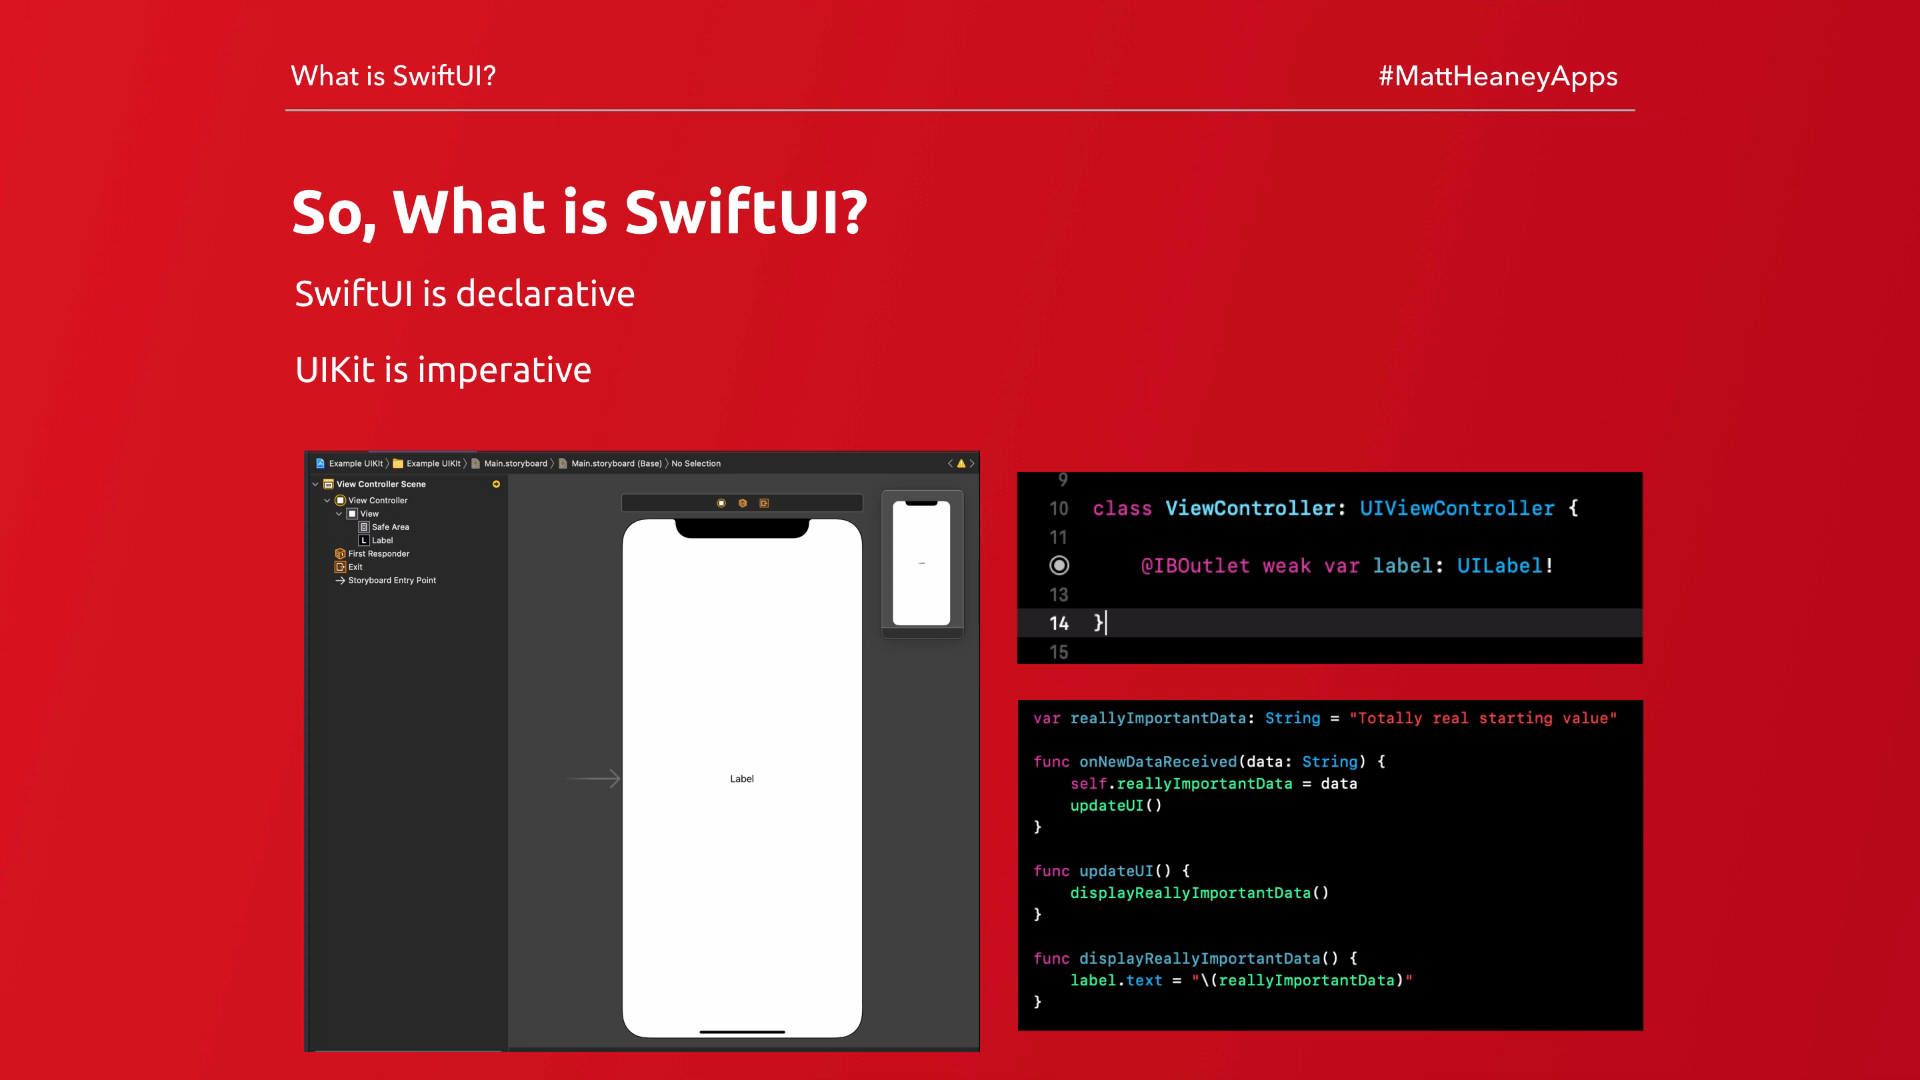 What is SwiftUI?
#MattHeaneyApps
So, What is SwiftUI?
SwiftUI is declarative
UIKit is imperative
Example UIKit 〉 Example UIKit 〉 Main.storyboard 〉 Main.storyboard (Base) 〉 No Selection
View Controller Scene
View Controller
View
Safe Area
L Label
First Responder
Exit
Storyboard Entry Point
Label
9
10 class ViewController: UIViewController {
11
@IBOutlet weak var label: UILabel!
13
14 }
15
var reallyImportantData: String = "Totally real starting value"
func onNewDataReceived(data: String) {
self.reallyImportantData = data
updateUI()
}
func updateUI() {
displayReallyImportantData()
}
func displayReallyImportantData() {
label.text = "\(reallyImportantData)"
}